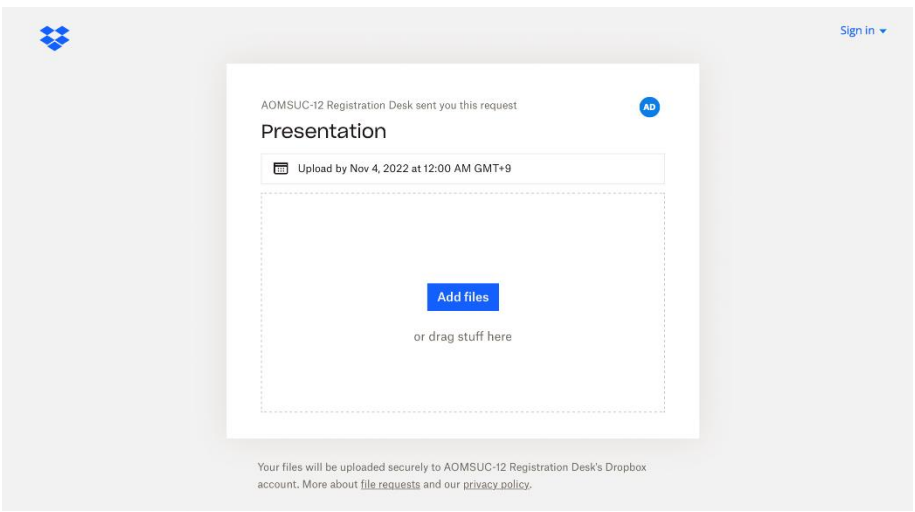 Sign in
AOMSUC-12 Registration Desk sent you this request
AD
Presentation
Upload by Nov 4, 2022 at 12:00 AM GMT+9
Add files
or drag stuff here
Your files will be uploaded securely to AOMSUC-12 Registration Desk's Dropbox
account. More about file requests and our privacy policy.